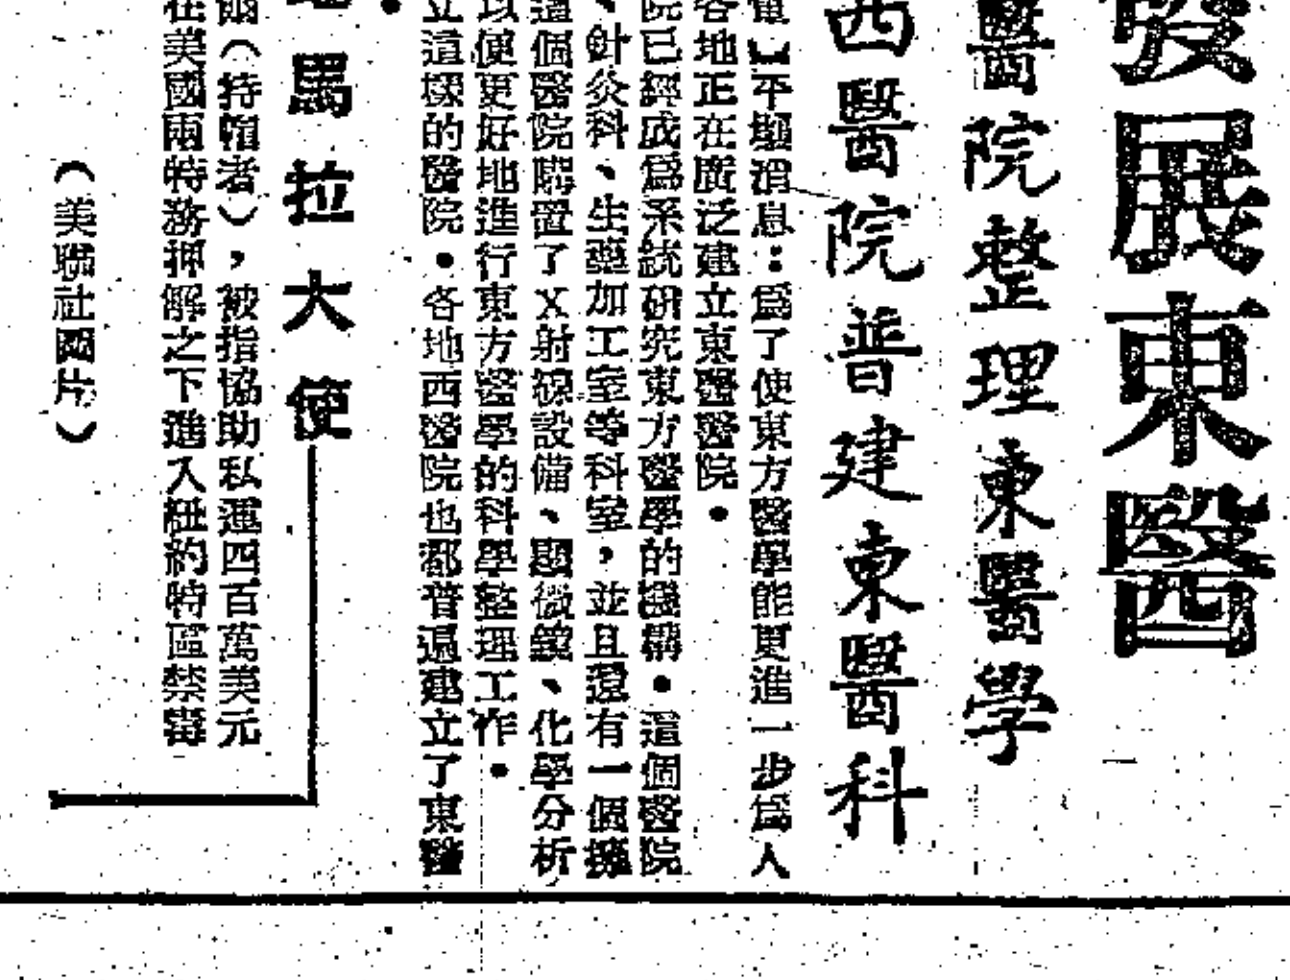 發展東醫
醫院整理東醫學
西醫院普建東醫科
電】平壤消息：爲了使東方醫學能更進一步爲人
各地正在廣泛建立東醫醫院。
院已經成爲系統研究東方醫學的機構。這個醫院
、針灸科、生藥加工室等科室，並且還有一個擁
這個醫院購置了X射線設備、顯微鏡、化學分析
以便更好地進行東方醫學的科學整理工作。
立這樣的醫院。各地西醫院也都普遍建立了東醫
。
馬拉大使
爾（持帽者），被指協助私運四百萬美元
在美國兩特務押解之下進入紐約特區禁毒
（美聯社圖片）